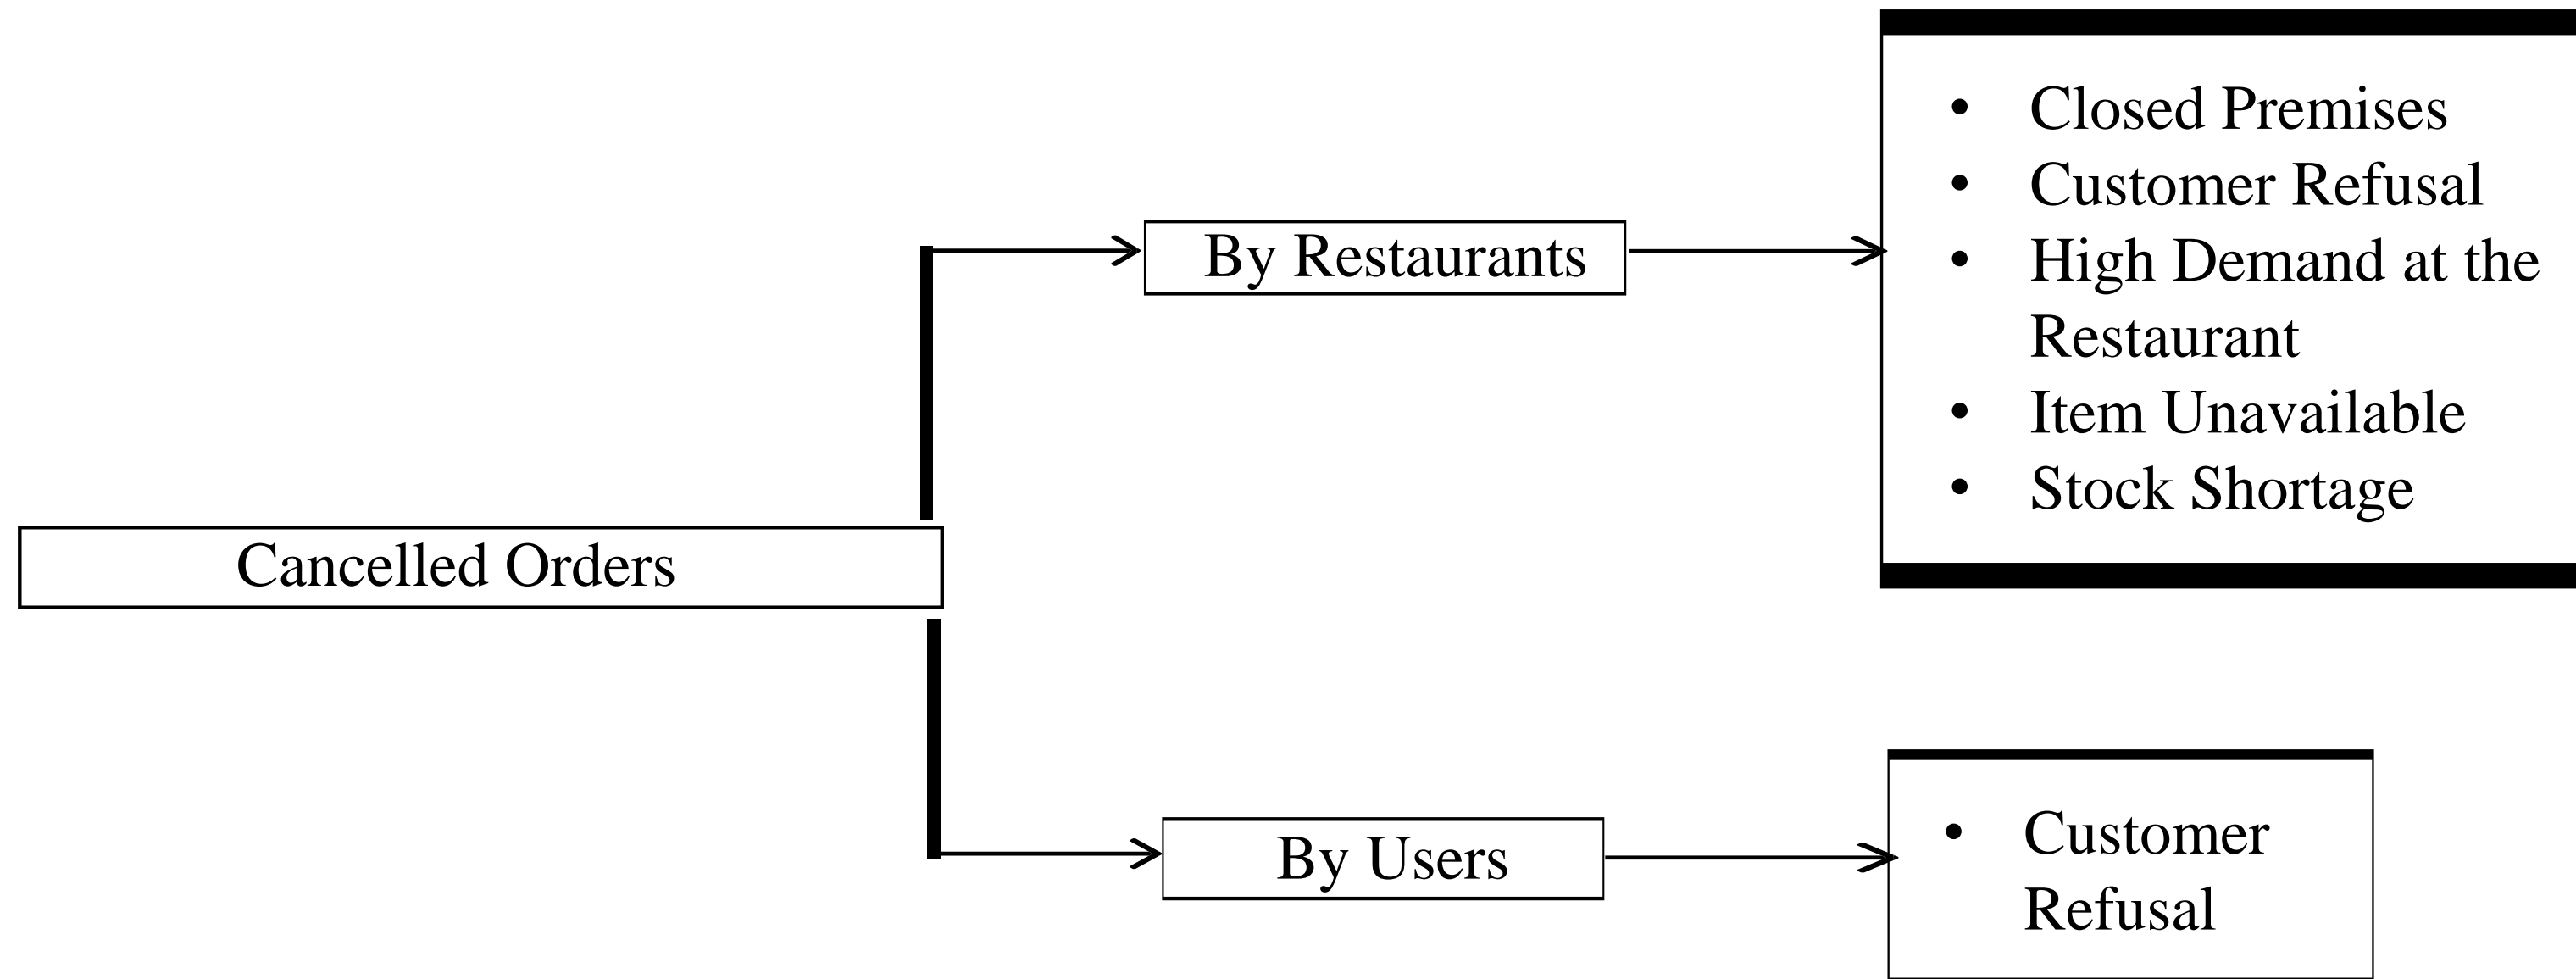 Cancelled Orders
By Restaurants
• Closed Premises
• Customer Refusal
• High Demand at the
Restaurant
• Item Unavailable
• Stock Shortage
By Users
• Customer
Refusal